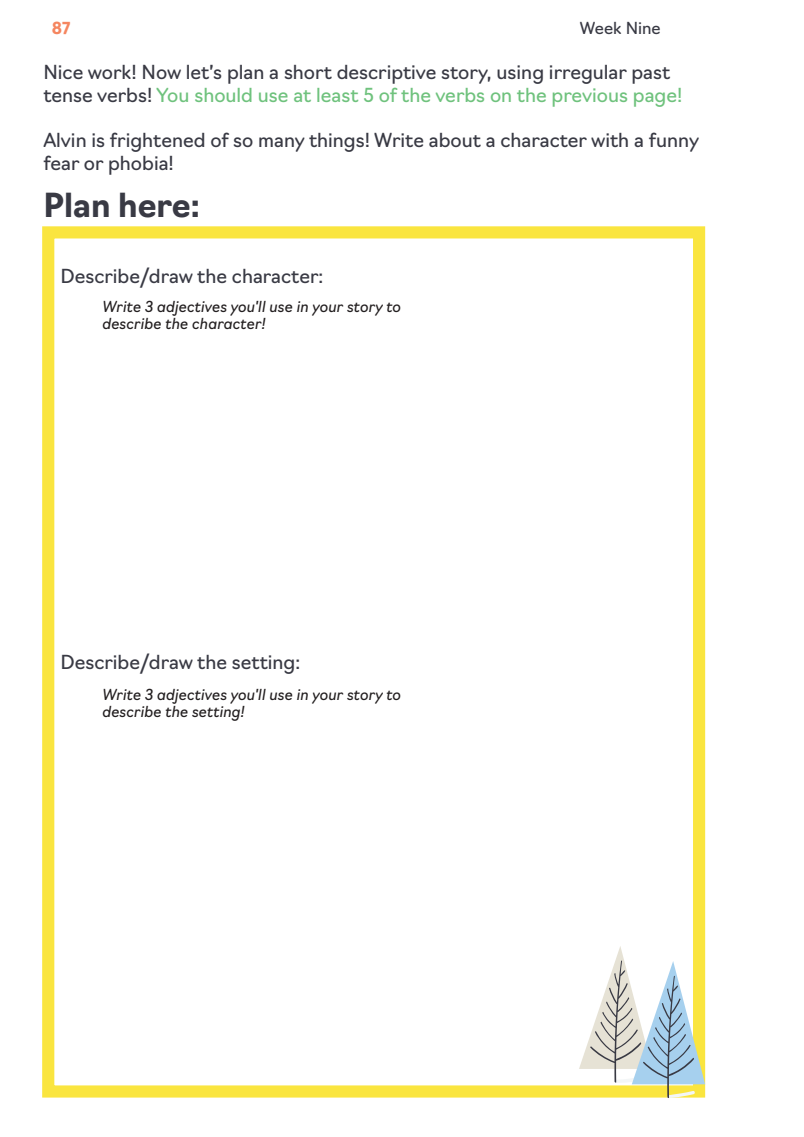 87
Week Nine
Nice work! Now let's plan a short descriptive story, using irregular past
tense verbs! You should use at least 5 of the verbs on the previous page!
Alvin is frightened of so many things! Write about a character with a funny
fear or phobia!
Plan here:
Describe/draw the character:
Write 3 adjectives you'll use in your story to
describe the character!
Describe/draw the setting:
Write 3 adjectives you'll use in your story to
describe the setting!